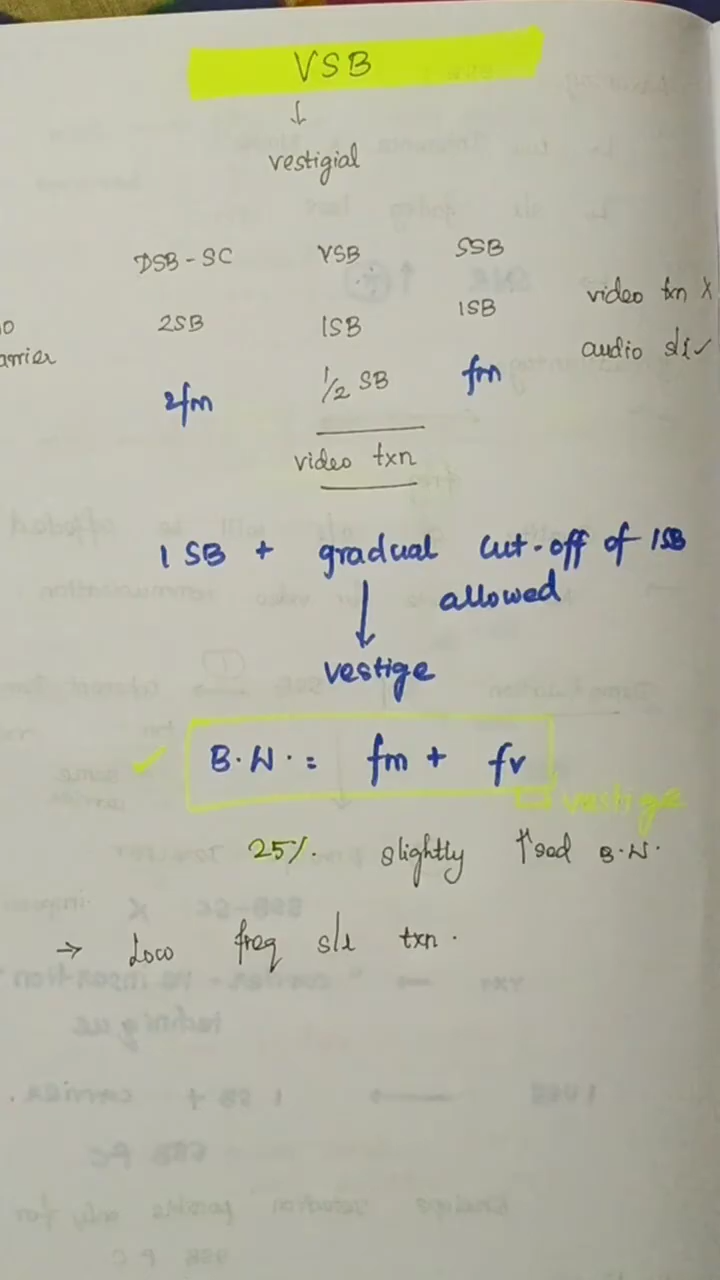 VSB
↓
vestigial
DSB-SC VSB SSB
2SB 1SB 1SB video txn X
arrier audio s/l ✓
2fm 1/2 SB fm
video txn
1 SB + gradual cut-off of 1SB
allowed
↓
vestige
✓ B.W. = fm + fv
vestige
25% slightly ↑sed B.W.
→ Low freq s/l txn.